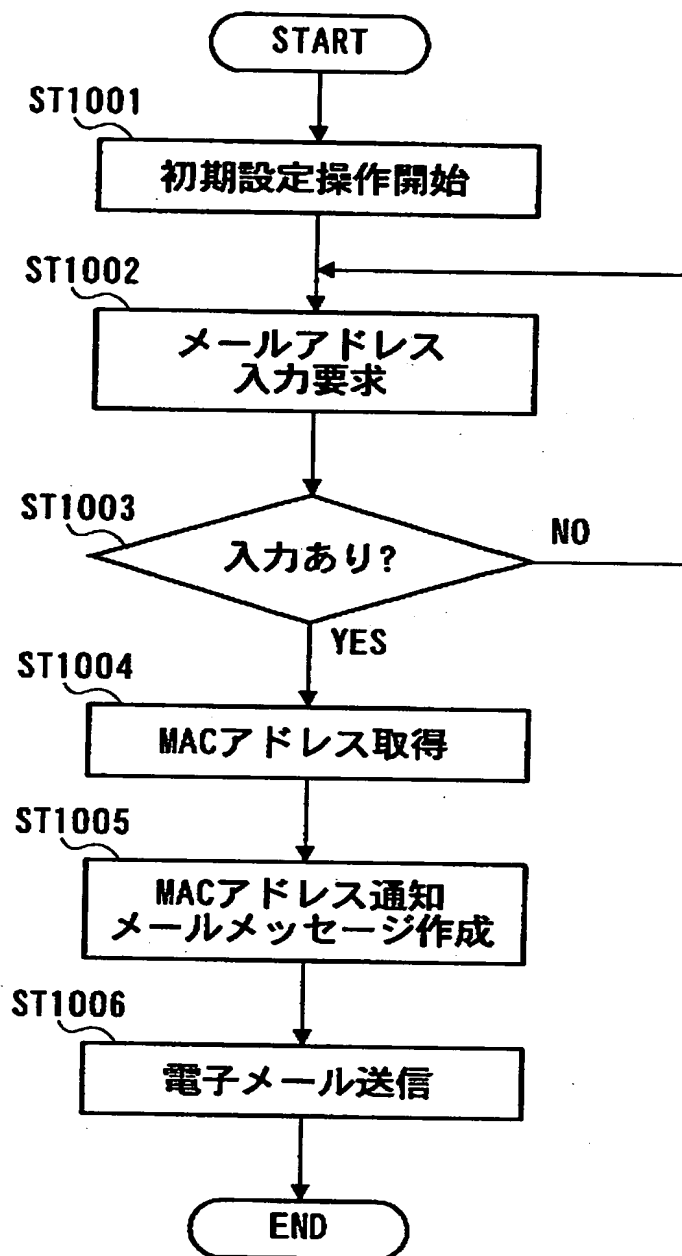 START
ST1001
初期設定操作開始
ST1002
メールアドレス
入力要求
ST1003
入力あり?
NO
YES
ST1004
MACアドレス取得
ST1005
MACアドレス通知
メールメッセージ作成
ST1006
電子メール送信
END